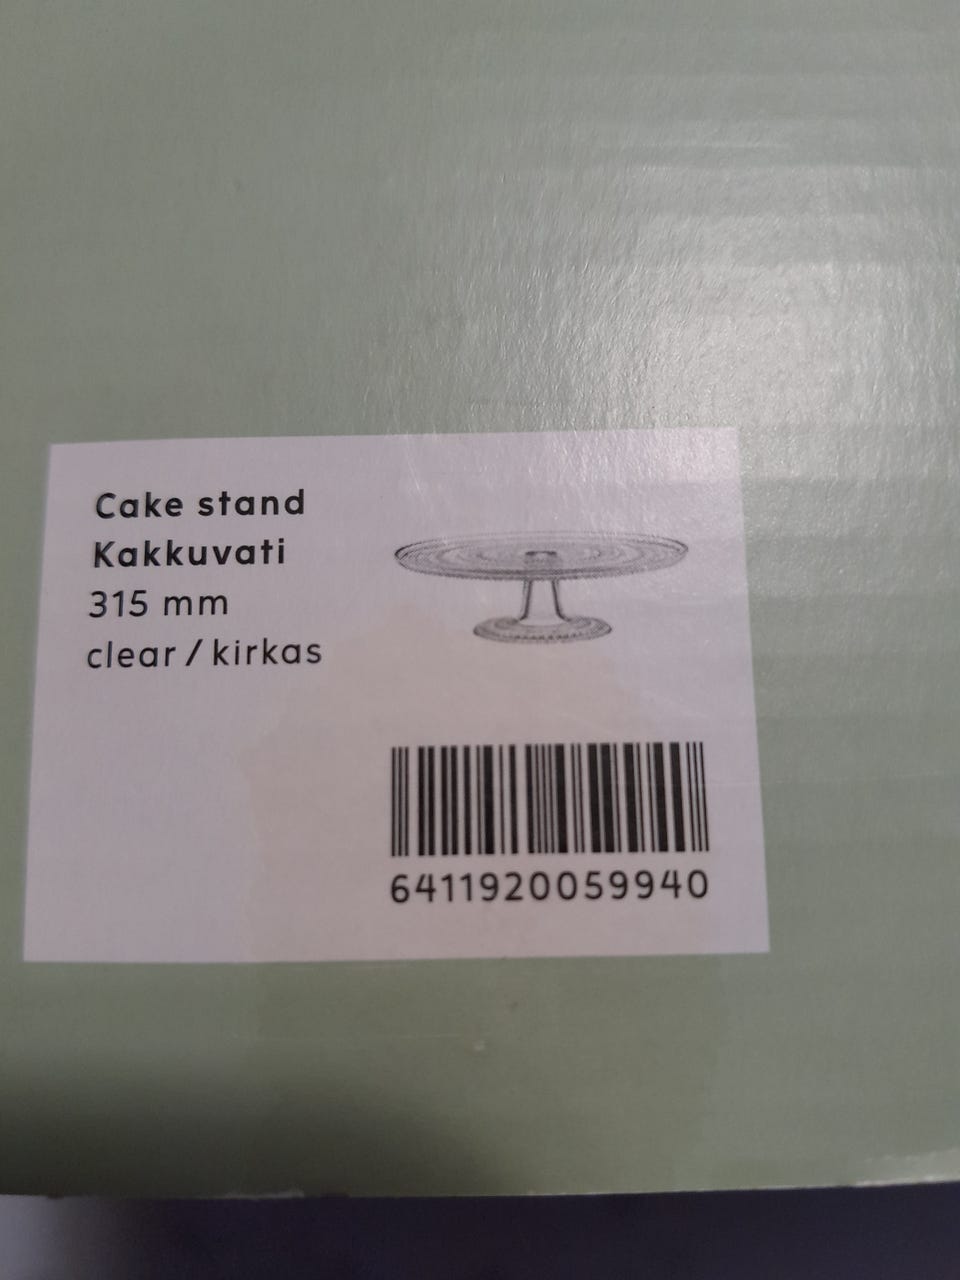 Cake stand
Kakkuvati
315 mm
clear / kirkas
6411920059940